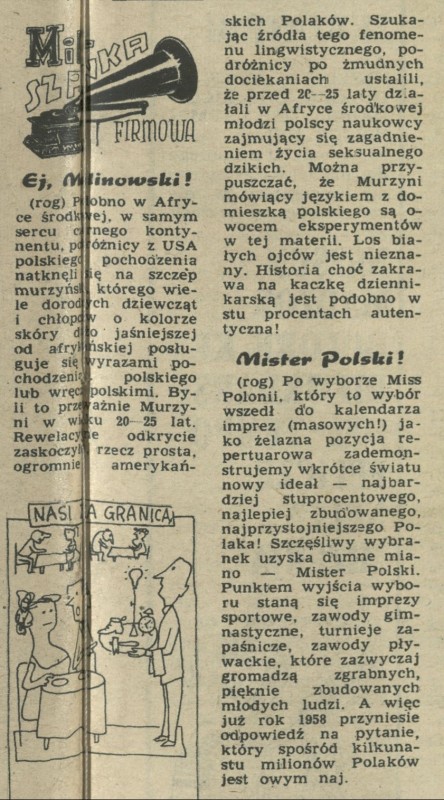 FIRMOWA
Ej, Malinowski!
(rog) Podobno w Afry-
ce środkowej, w samym
sercu czarnego konty-
nentu, podróżnicy z USA
polskiego pochodzenia
natknęli się na szczep
murzyński, którego wie-
le dorodnych dziewcząt
i chłopców o kolorze
skóry dużo jaśniejszej
od afrykańskiej posłu-
guje się wyrazami po-
chodzenia polskiego
lub wręcz polskimi. By-
li to przeważnie Murzy-
ni w wieku 20—25 lat.
Rewelacyjne odkrycie
zaskoczyło rzecz prosta,
ogromnie amerykań-
NASI ZA GRANICĄ
skich Polaków. Szuka-
jąc źródła tego fenome-
nu lingwistycznego, po-
dróżnicy po żmudnych
dociekaniach ustalili,
że przed 20—25 laty dzia-
łali w Afryce środkowej
młodzi polscy naukowcy
zajmujący się zagadnie-
niem życia seksualnego
dzikich. Można przy-
puszczać, że Murzyni
mówiący językiem z do-
mieszką polskiego są o-
wocem eksperymentów
w tej materii. Los bia-
łych ojców jest niezna-
ny. Historia choć zakra-
wa na kaczkę dzienni-
karską jest podobno w
stu procentach auten-
tyczna!
Mister Polski!
(rog) Po wyborze Miss
Polonii, który to wybór
wszedł do kalendarza
imprez (masowych!) ja-
ko żelazna pozycja re-
pertuarowa zademon-
strujemy wkrótce światu
nowy ideał — najbar-
dziej stuprocentowego,
najlepiej zbudowanego,
najprzystojniejszego Po-
laka! Szczęśliwy wybra-
nek uzyska dumne mia-
no — Mister Polski.
Punktem wyjścia wybo-
ru staną się imprezy
sportowe, zawody gim-
nastyczne, turnieje za-
paśnicze, zawody pły-
wackie, które zazwyczaj
gromadzą zgrabnych,
pięknie zbudowanych
młodych ludzi. A więc
już rok 1958 przyniesie
odpowiedź na pytanie,
który spośród kilkuna-
stu milionów Polaków
jest owym naj.